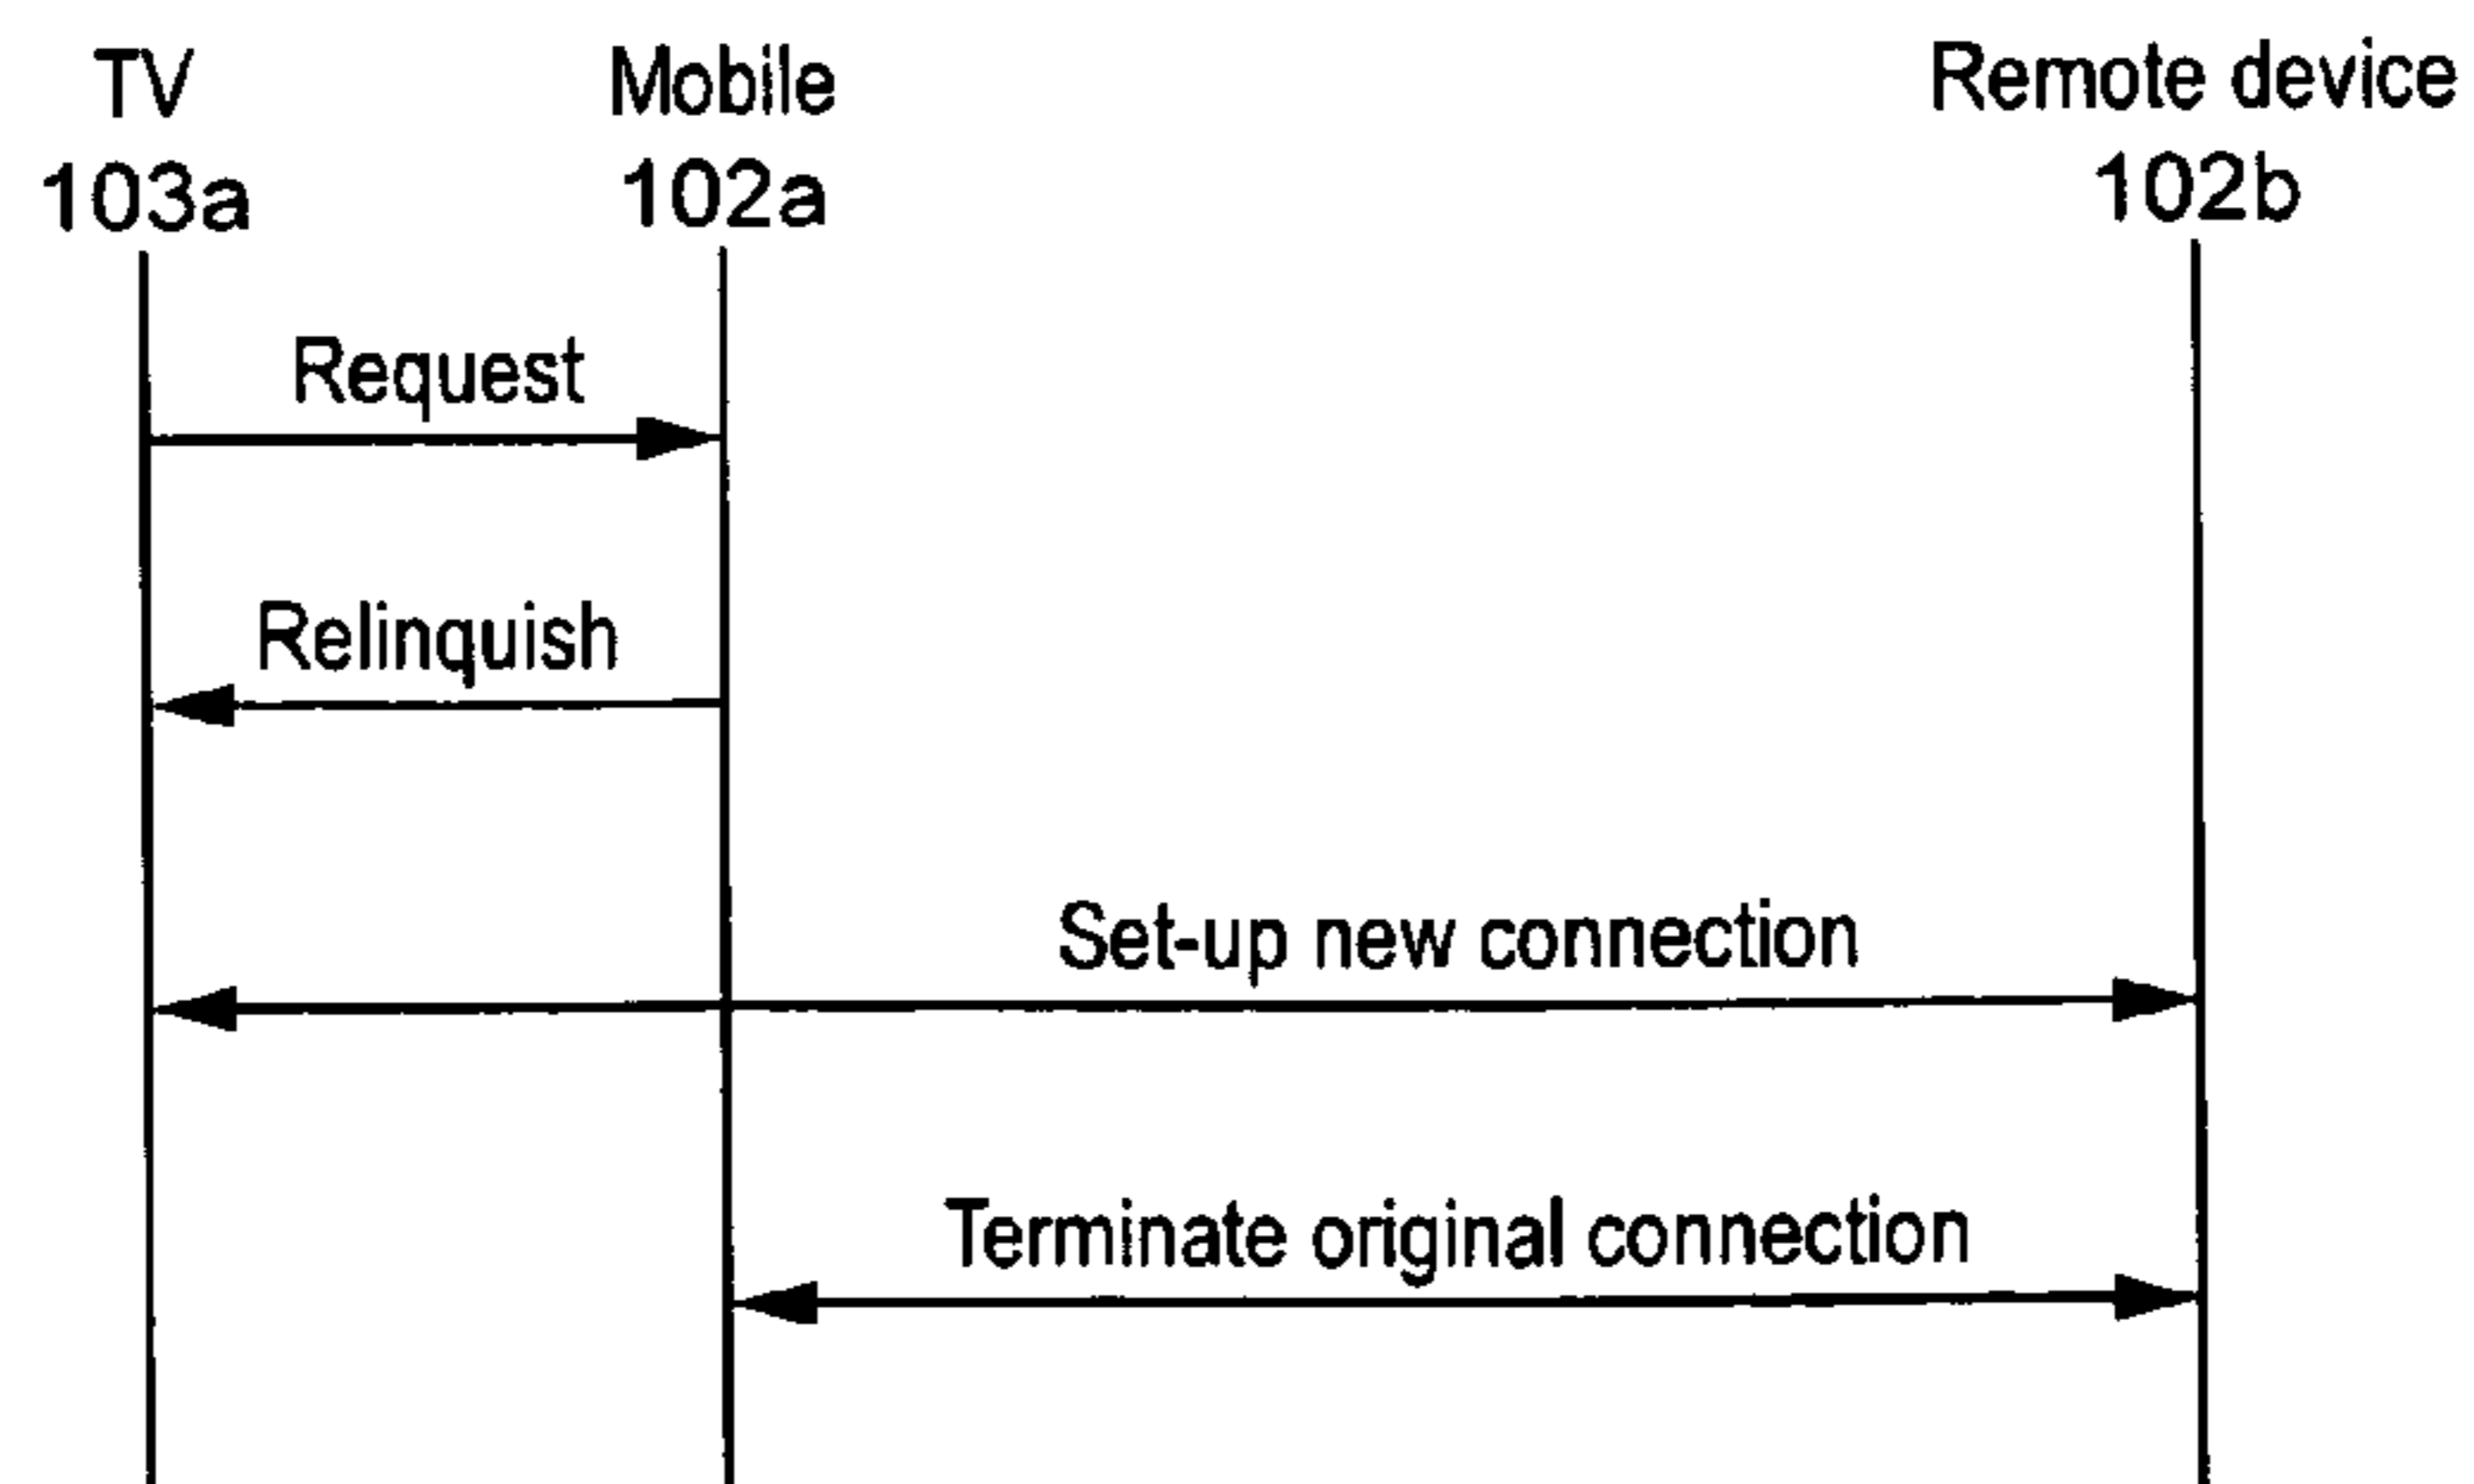 TV
103a
Mobile
102a
Remote device
102b
Request
Relinquish
Set-up new connection
Terminate original connection